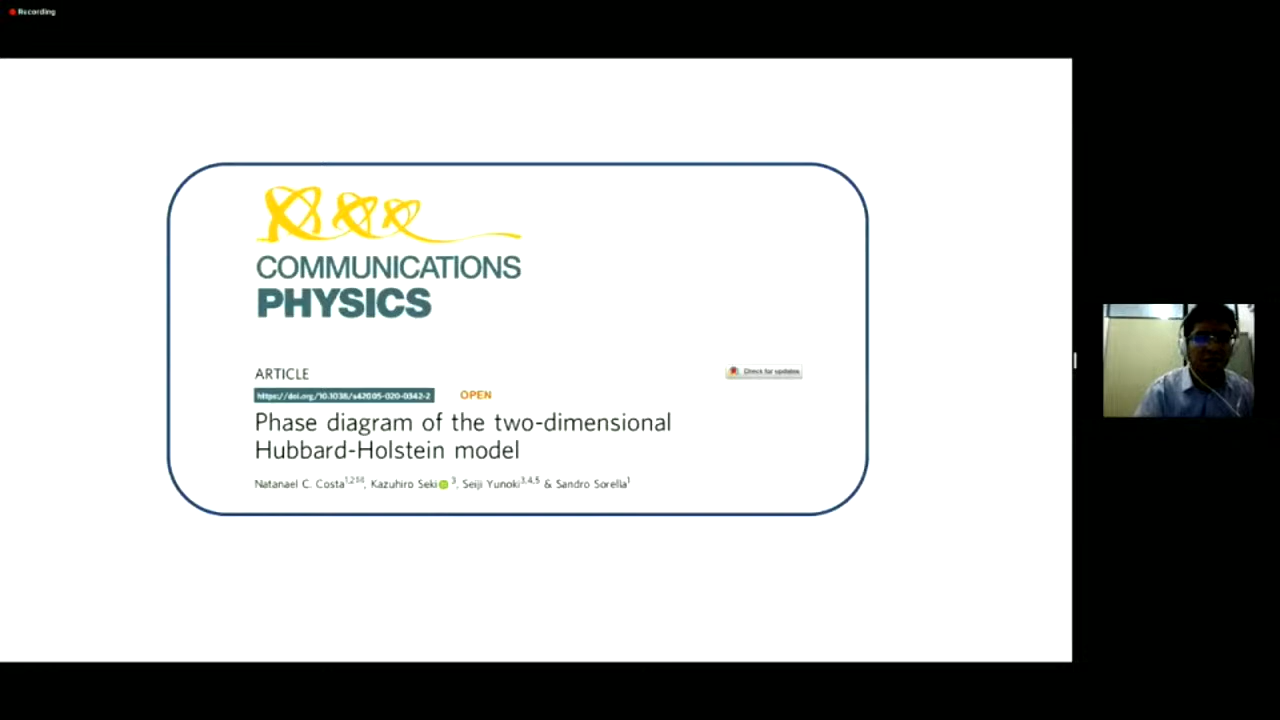 Recording
COMMUNICATIONS
PHYSICS
ARTICLE
Check for updates
https://doi.org/10.1038/s42005-020-0342-2
OPEN
Phase diagram of the two-dimensional
Hubbard-Holstein model
Natanael C. Costa1,2✉, Kazuhiro Seki 3, Seiji Yunoki3,4,5 & Sandro Sorella1